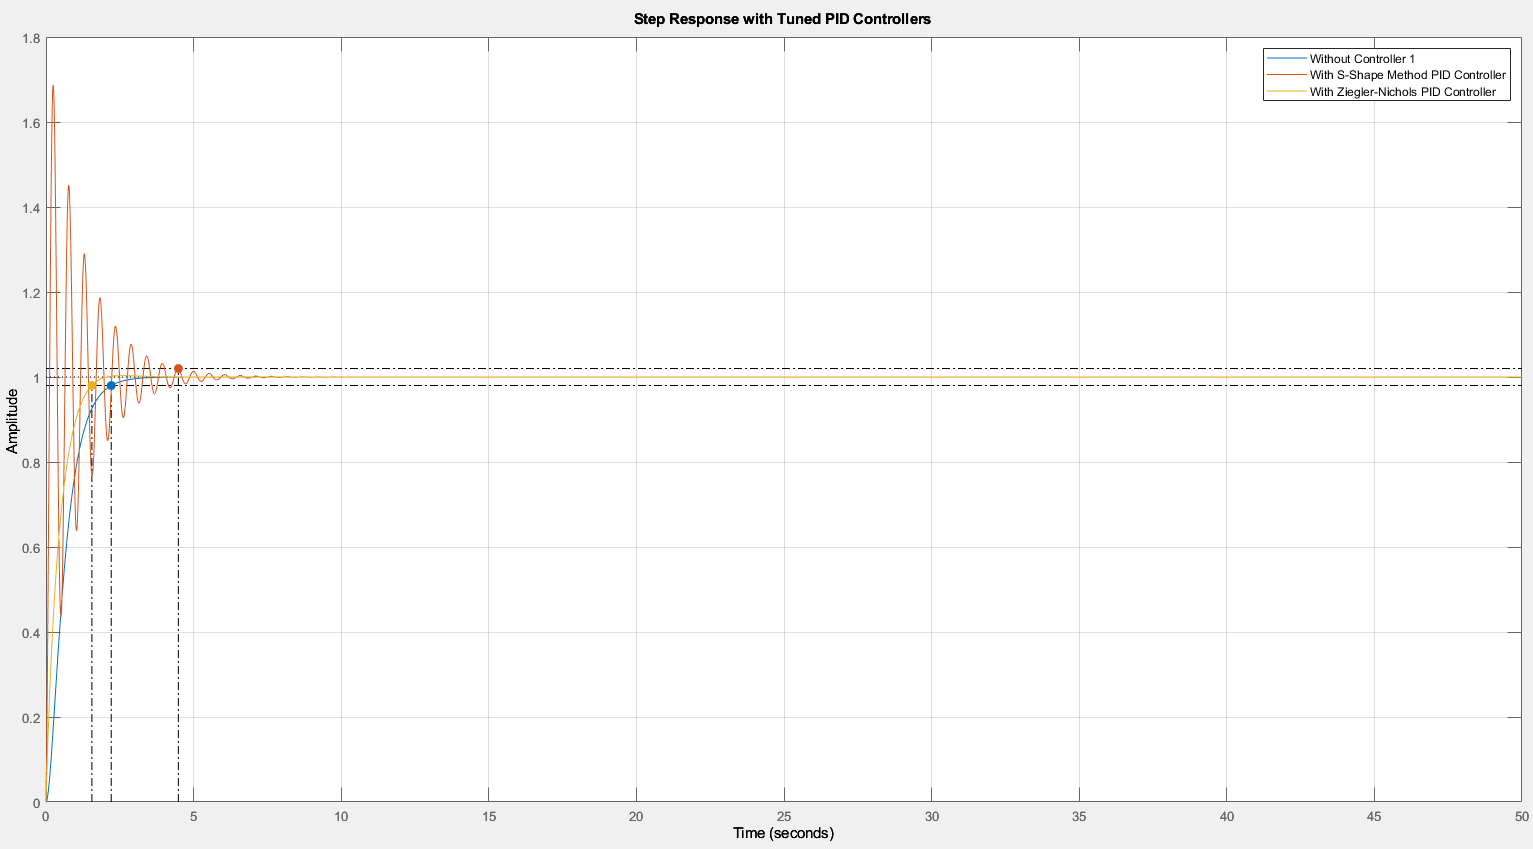 Step Response with Tuned PID Controllers
Without Controller 1
With S-Shape Method PID Controller
With Ziegler-Nichols PID Controller
1.8
1.6
1.4
1.2
1
0.8
0.6
0.4
0.2
0
Amplitude
0 5 10 15 20 25 30 35 40 45 50
Time (seconds)